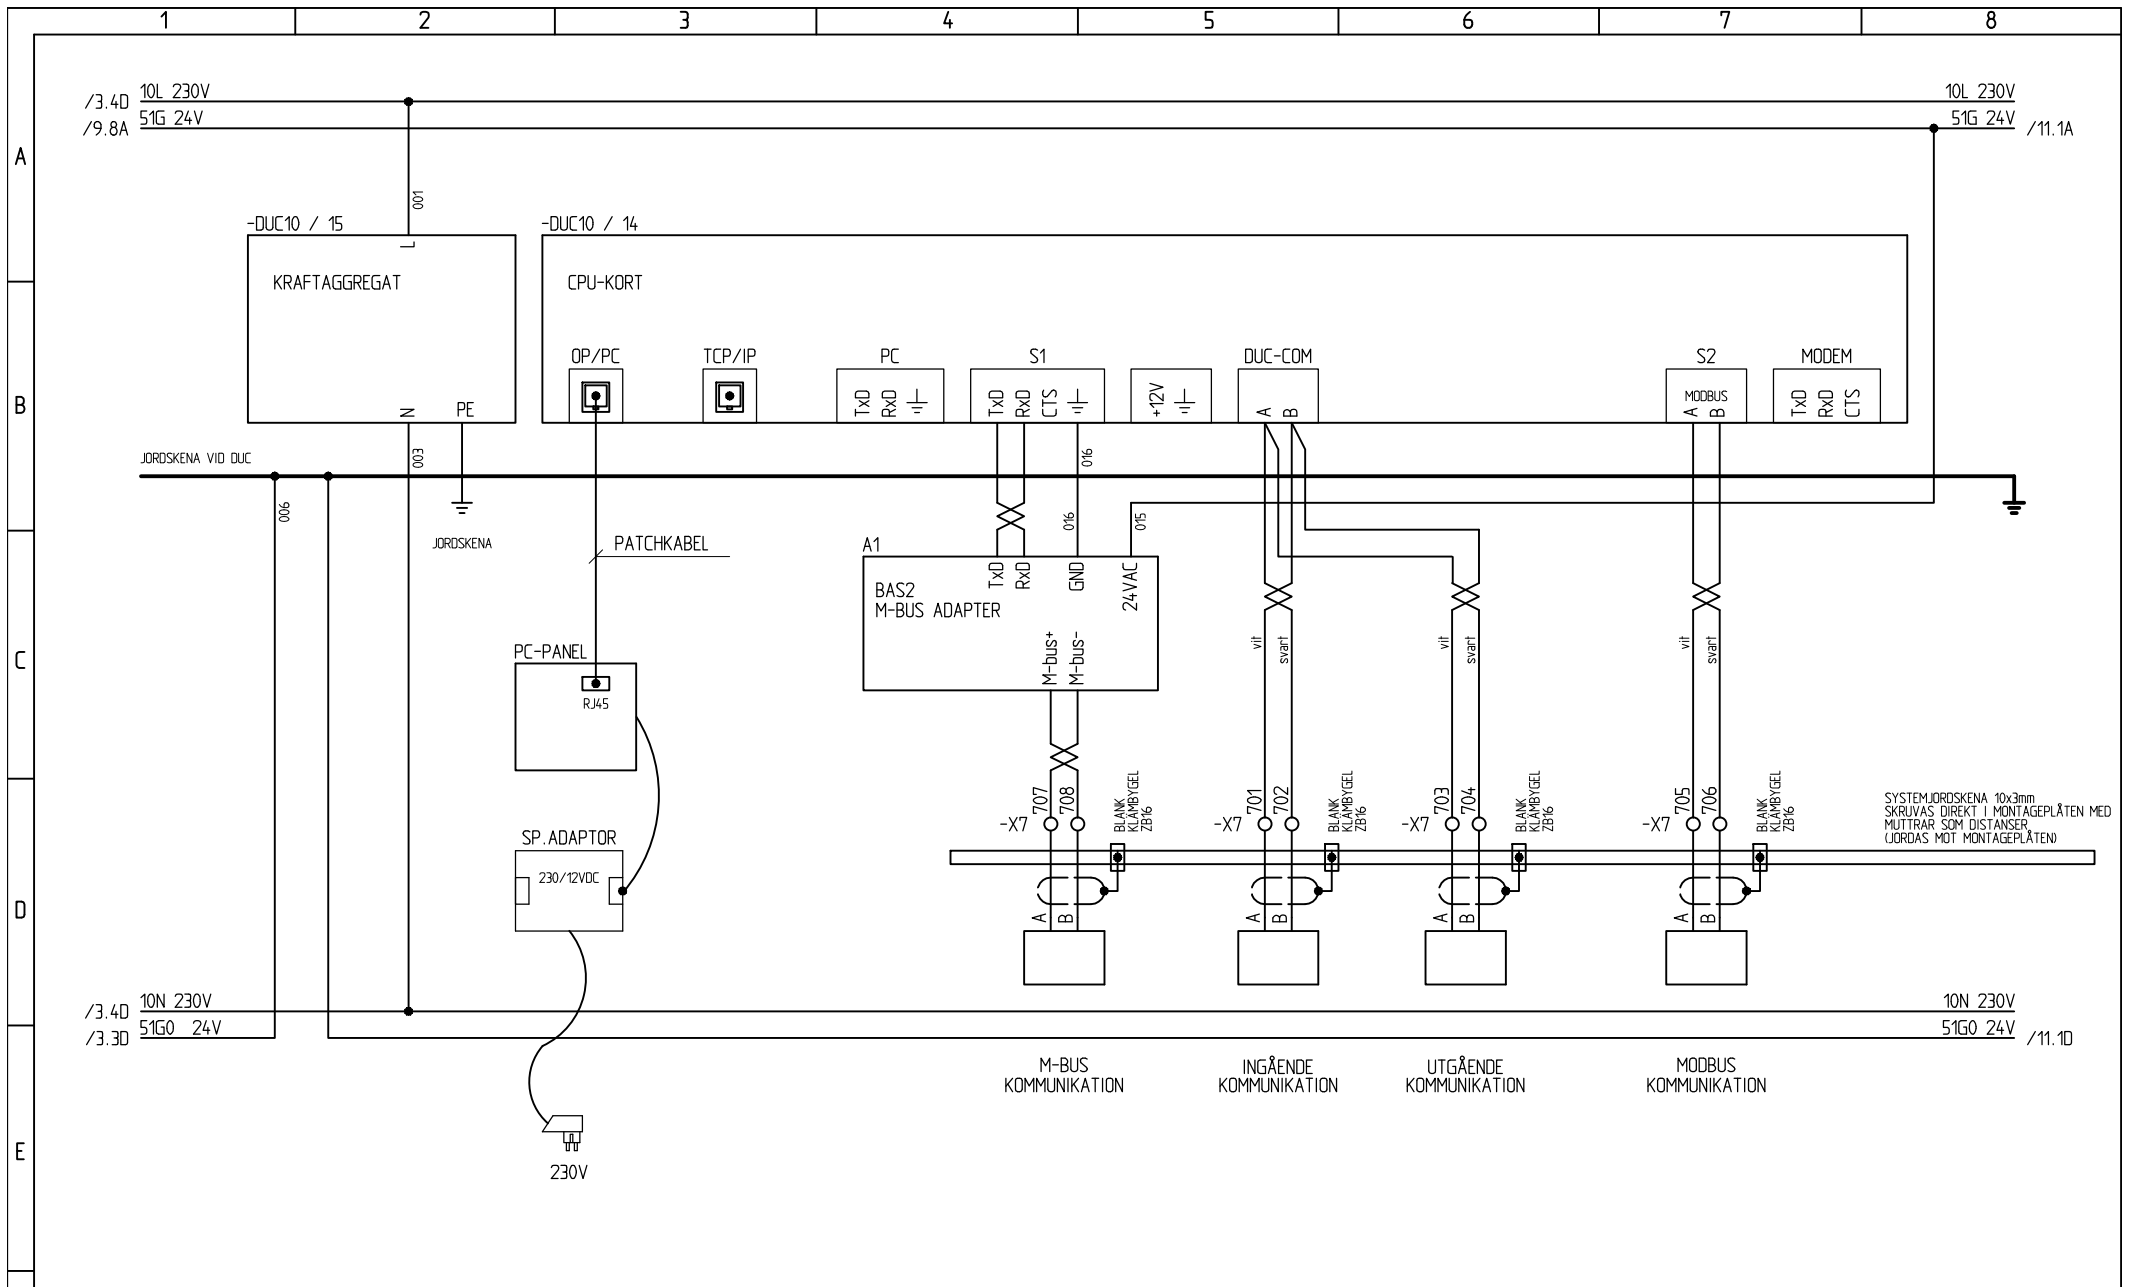 1 2 3 4 5 6 7 8
10L 230V 10L 230V
/3.4D
51G 24V 51G 24V
/9.8A /11.1A
A
001
-DUC10 / 15 -DUC10 / 14
L
KRAFTAGGREGAT CPU-KORT
OP/PC TCP/IP PC S1 DUC-COM S2 MODEM
TxD RxD TxD RxD CTS +12V A B MODBUS A B TxD RxD CTS
B
N PE
JORDSKENA VID DUC 003 016
006 016 015
JORDSKENA PATCHKABEL A1
TxD RxD GND 24VAC
BAS2
M-BUS ADAPTER
M-bus+ M-bus-
vit svart vit svart vit svart
C
PC-PANEL
RJ45
707 708 701 702 703 704 705 706
-X7 -X7 -X7 -X7
BLANK
KLÄMBYGEL
ZB16
BLANK
KLÄMBYGEL
ZB16
BLANK
KLÄMBYGEL
ZB16
BLANK
KLÄMBYGEL
ZB16
SYSTEMJORDSKENA 10x3mm
SKRUVAS DIREKT I MONTAGEPLÅTEN MED
MUTTRAR SOM DISTANSER
(JORDAS MOT MONTAGEPLÅTEN)
SP.ADAPTOR
230/12VDC
D
A B A B A B A B
10N 230V 10N 230V
/3.4D
51G0 24V 51G0 24V
/3.3D /11.1D
M-BUS
KOMMUNIKATION
INGÅENDE
KOMMUNIKATION
UTGÅENDE
KOMMUNIKATION
MODBUS
KOMMUNIKATION
E
230V